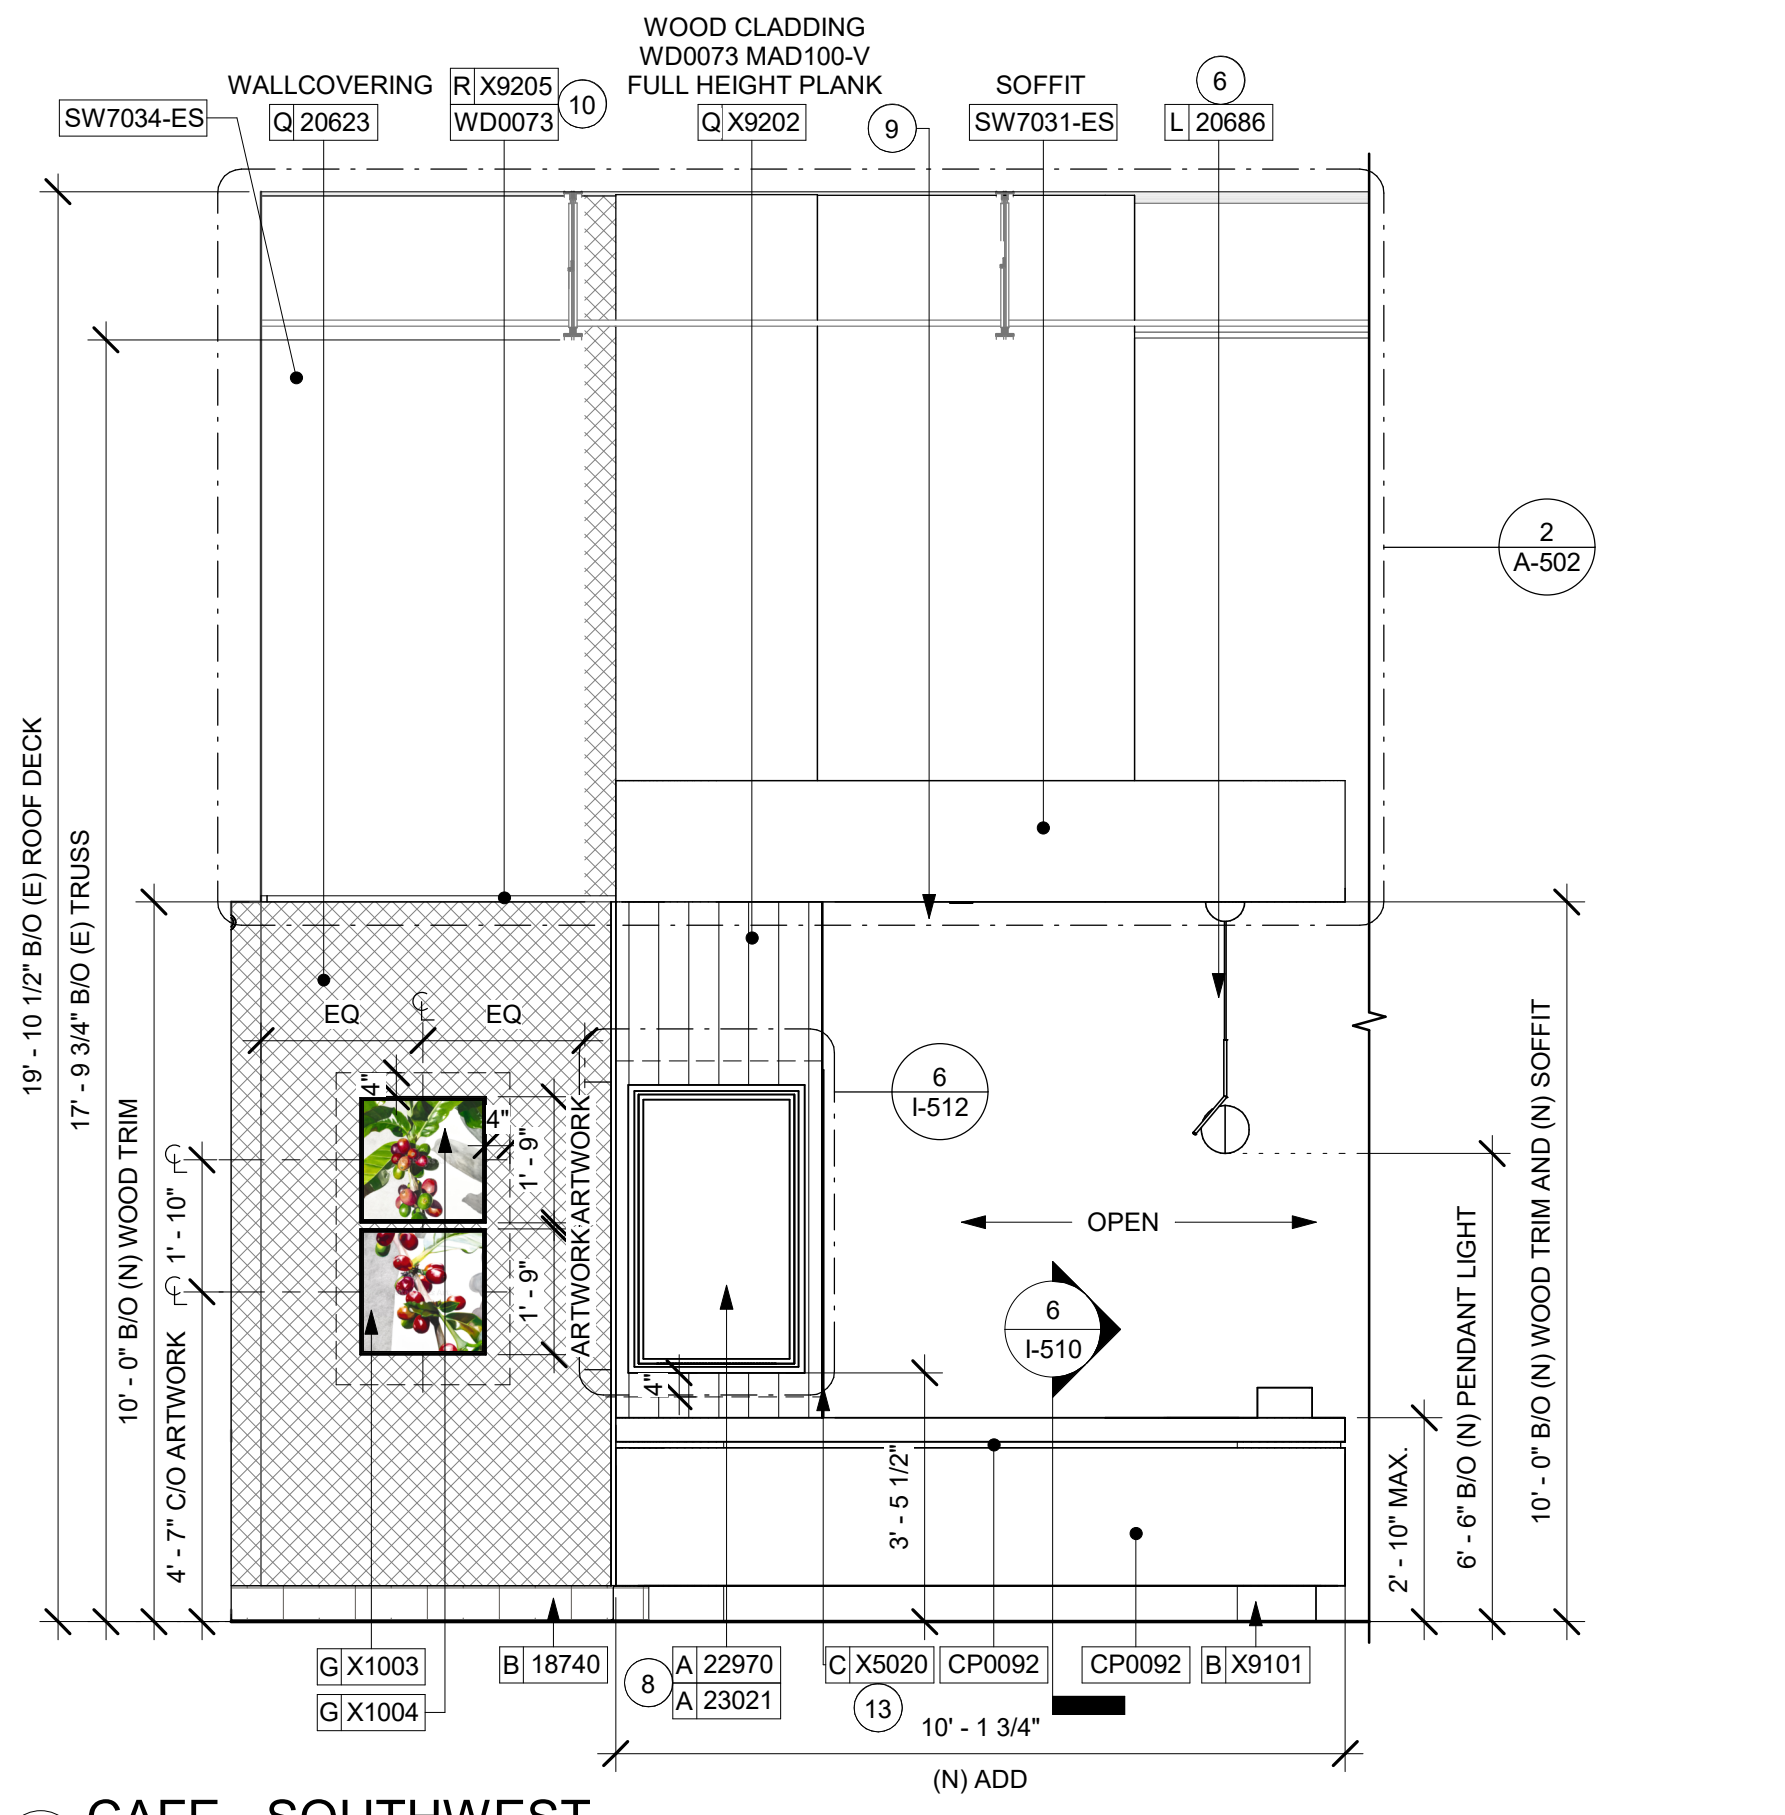 WOOD CLADDING
WD0073 MAD100-V
FULL HEIGHT PLANK
WALLCOVERING
R X9205
WD0073
10
SOFFIT
6
SW7034-ES
Q 20623
Q X9202
9
SW7031-ES
L 20686
2
A-502
19' - 10 1/2" B/O (E) ROOF DECK
17' - 9 3/4" B/O (E) TRUSS
10' - 0" B/O (N) WOOD TRIM
4' - 7" C/O ARTWORK
1' - 10"
EQ
EQ
4"
4"
1' - 9"
ARTWORK
1' - 9"
ARTWORK
6
I-512
OPEN
6
I-510
4"
3' - 5 1/2"
2' - 10" MAX.
6' - 6" B/O (N) PENDANT LIGHT
10' - 0" B/O (N) WOOD TRIM AND (N) SOFFIT
G X1003
G X1004
B 18740
8
A 22970
A 23021
C X5020
13
CP0092
CP0092
B X9101
10' - 1 3/4"
(N) ADD
CAFE - SOUTHWEST